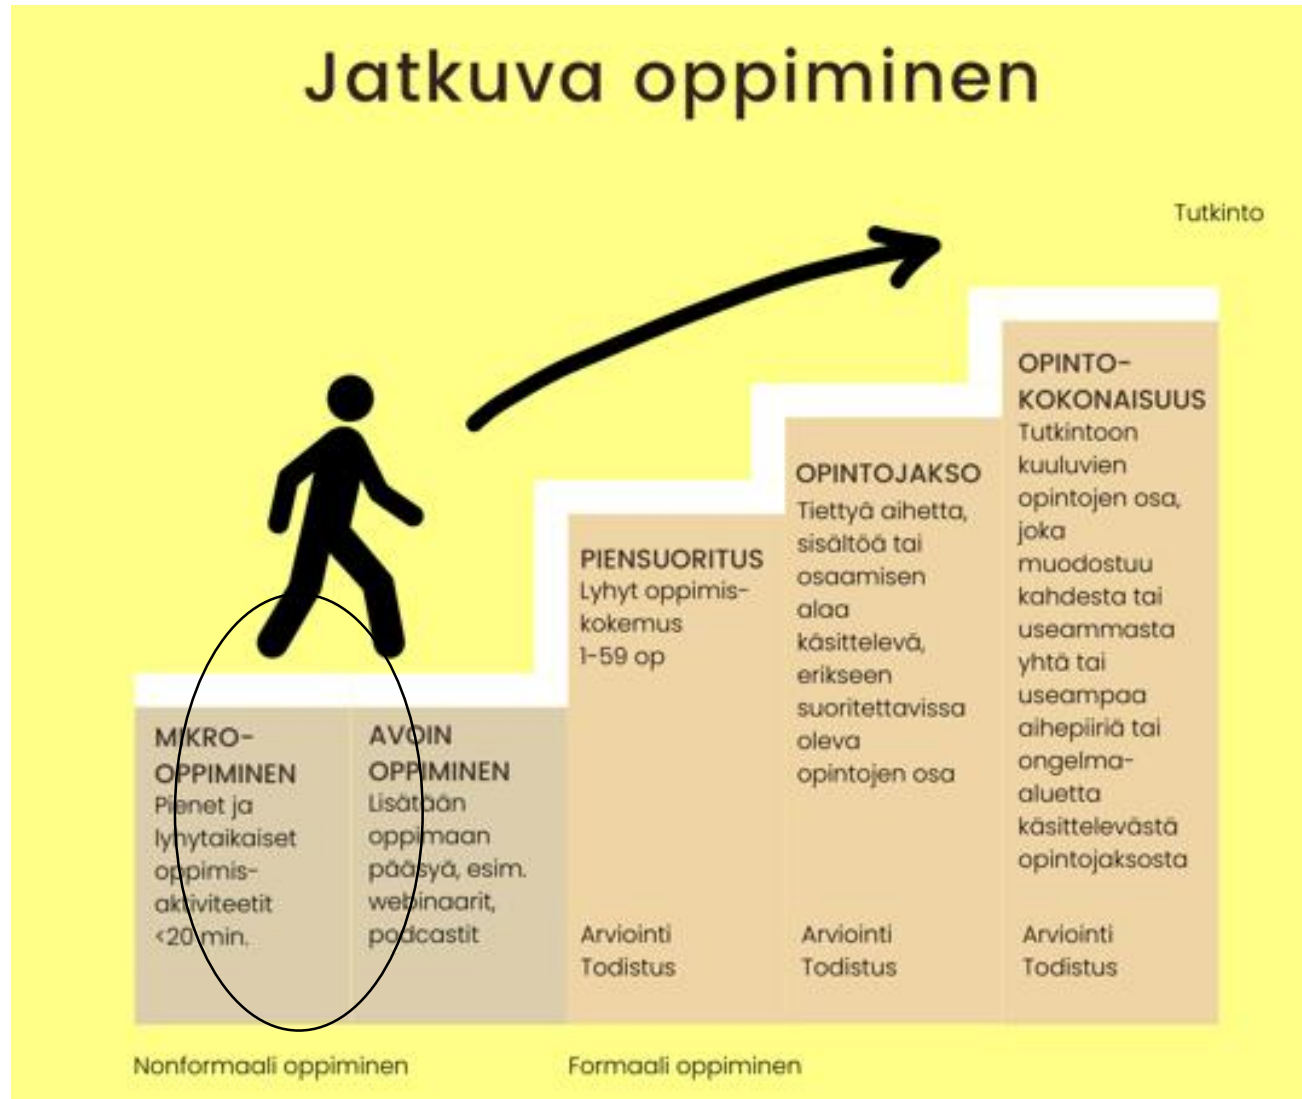 Jatkuva oppiminen
Tutkinto
MIKRO-
OPPIMINEN
Pienet ja
lyhytaikaiset
oppimis-
aktiviteetit
<20 min.
AVOIN
OPPIMINEN
Lisätään
oppimaan
pääsyä, esim.
webinaarit,
podcastit
PIENSUORITUS
Lyhyt oppimis-
kokemus
1-59 op
Arviointi
Todistus
OPINTOJAKSO
Tiettyä aihetta,
sisältöä tai
osaamisen
alaa
käsittelevä,
erikseen
suoritettavissa
oleva
opintojen osa
Arviointi
Todistus
OPINTO-
KOKONAISUUS
Tutkintoon
kuuluvien
opintojen osa,
joka
muodostuu
kahdesta tai
useammasta
yhtä tai
useampaa
aihepiiriä tai
ongelma-
aluetta
käsittelevästä
opintojaksosta
Arviointi
Todistus
Nonformaali oppiminen
Formaali oppiminen